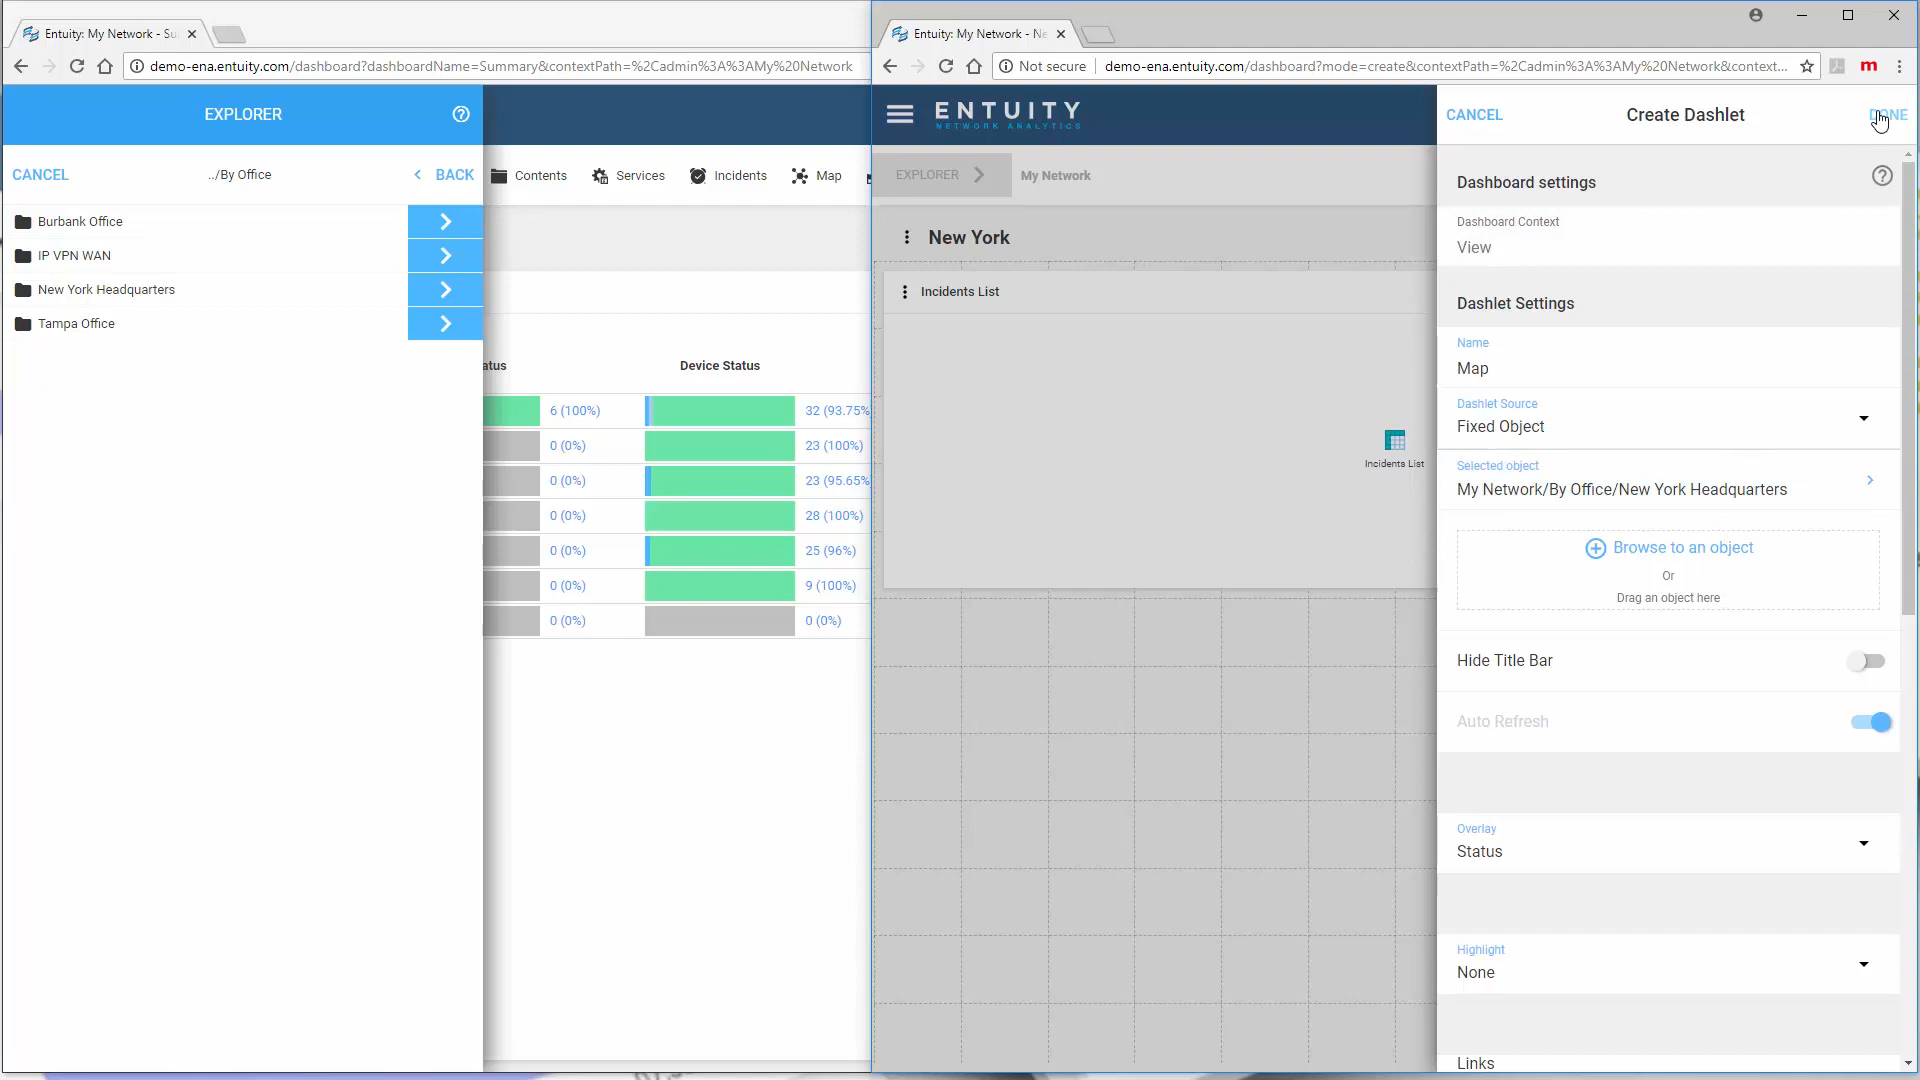 Entuity: My Network - Su
demo-ena.entuity.com/dashboard?dashboardName=Summary&contextPath=%2Cadmin%3A%3AMy%20Network
EXPLORER
CANCEL
../By Office
BACK
Burbank Office
IP VPN WAN
New York Headquarters
Tampa Office
Contents
Services
Incidents
Map
atus
Device Status
6 (100%)
32 (93.75%
0 (0%)
23 (100%)
0 (0%)
23 (95.65%
0 (0%)
28 (100%)
0 (0%)
25 (96%)
0 (0%)
9 (100%)
0 (0%)
0 (0%)
Entuity: My Network - Ne
Not secure
demo-ena.entuity.com/dashboard?mode=create&contextPath=%2Cadmin%3A%3AMy%20Network&context...
m
ENTUITY
NETWORK ANALYTICS
EXPLORER
My Network
New York
Incidents List
Incidents List
CANCEL
Create Dashlet
DONE
Dashboard settings
Dashboard Context
View
Dashlet Settings
Name
Map
Dashlet Source
Fixed Object
Selected object
My Network/By Office/New York Headquarters
Browse to an object
Or
Drag an object here
Hide Title Bar
Auto Refresh
Overlay
Status
Highlight
None
Links